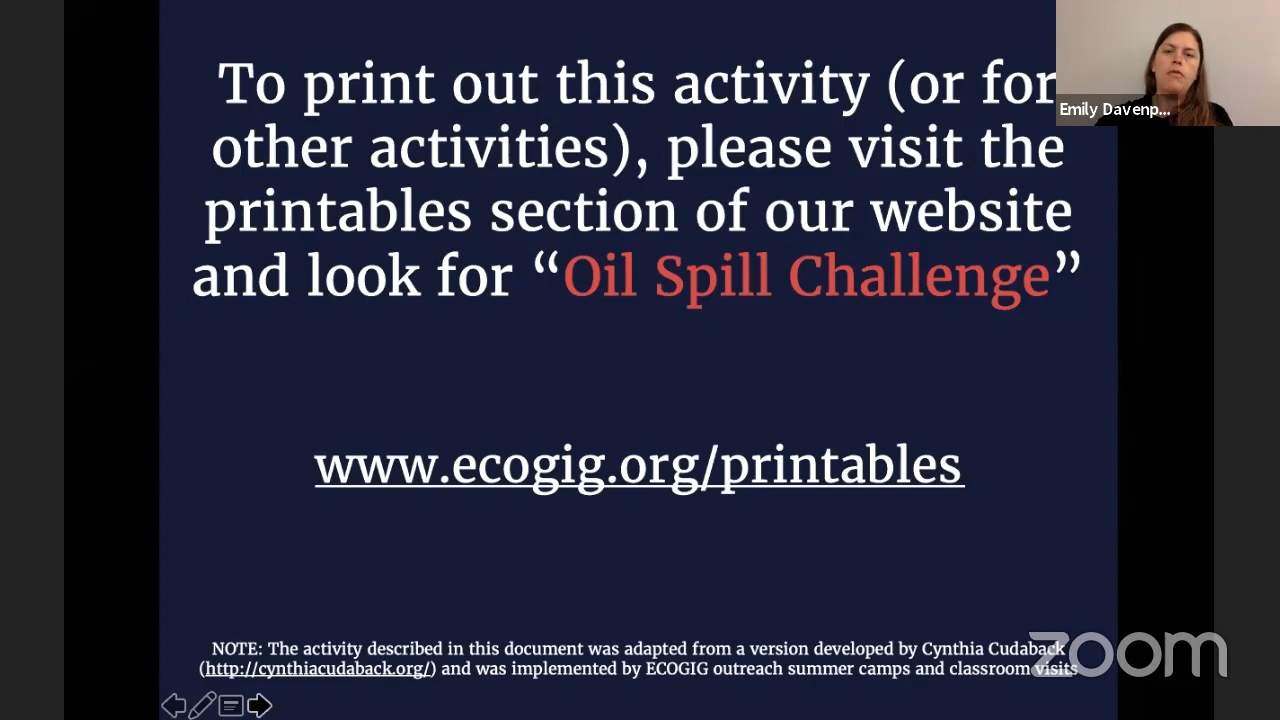 To print out this activity (or for
other activities), please visit the
printables section of our website
and look for “Oil Spill Challenge”
Emily Davenp...
www.ecogig.org/printables
NOTE: The activity described in this document was adapted from a version developed by Cynthia Cudaback
(http://cynthiacudaback.org/) and was implemented by ECOGIG outreach summer camps and classroom visits
zoom